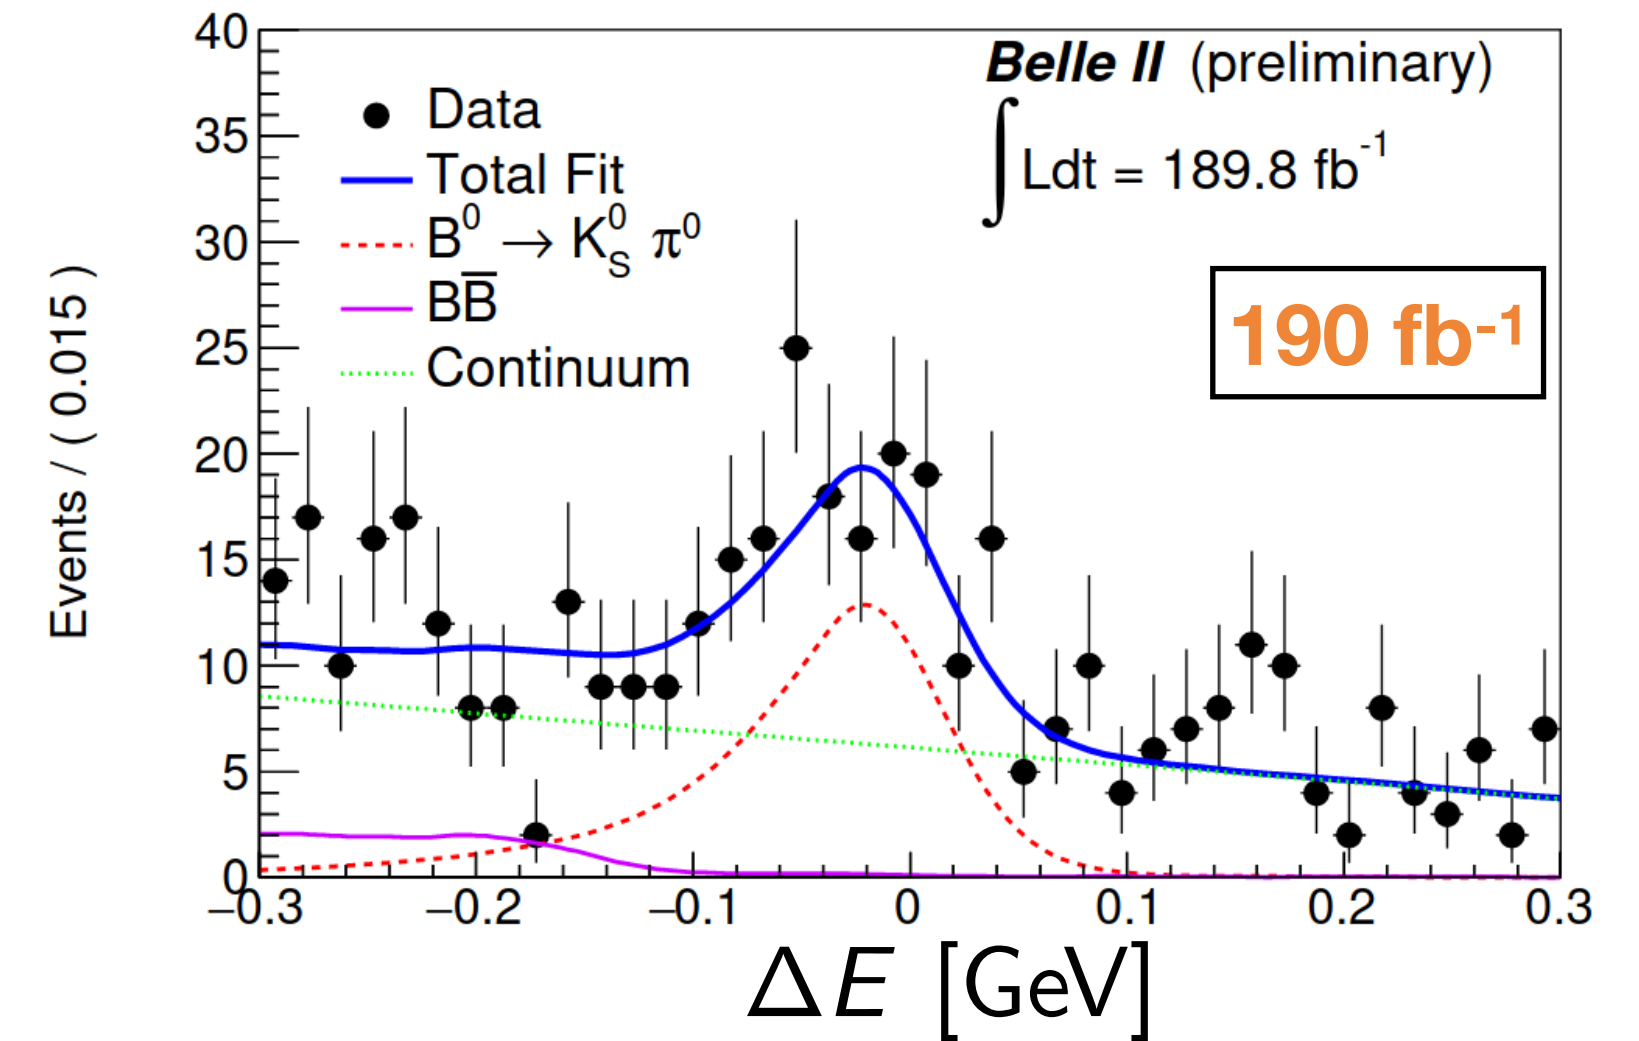 Belle II (preliminary)
∫Ldt = 189.8 fb⁻¹
190 fb⁻¹
Data
Total Fit
B⁰ → K⁰_S π⁰
BB̅
Continuum
Events / ( 0.015 )
40
35
30
25
20
15
10
5
0
−0.3 −0.2 −0.1 0 0.1 0.2 0.3
ΔE [GeV]